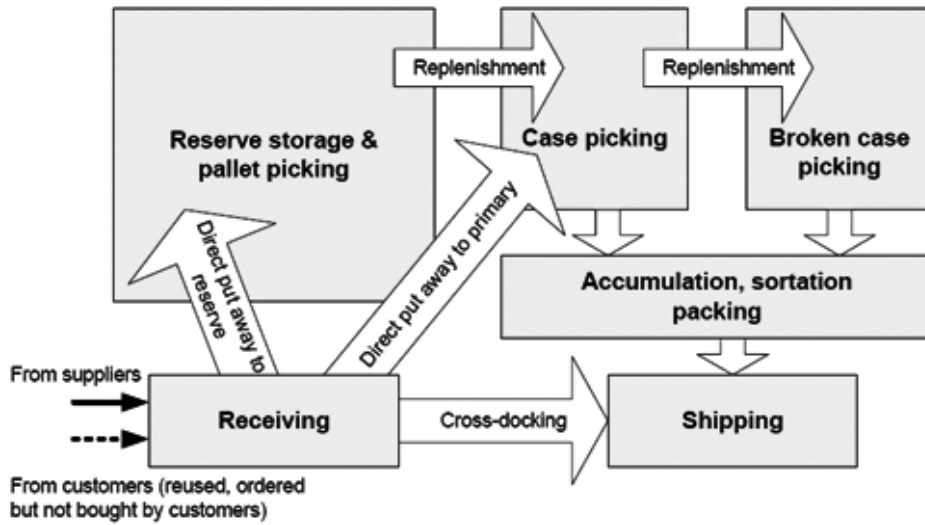 Replenishment
Replenishment
Reserve storage &
pallet picking
Case picking
Broken case
picking
Direct put away to
reserve
Direct put away to primary
Accumulation, sortation
packing
From suppliers
Receiving
Cross-docking
Shipping
From customers (reused, ordered
but not bought by customers)